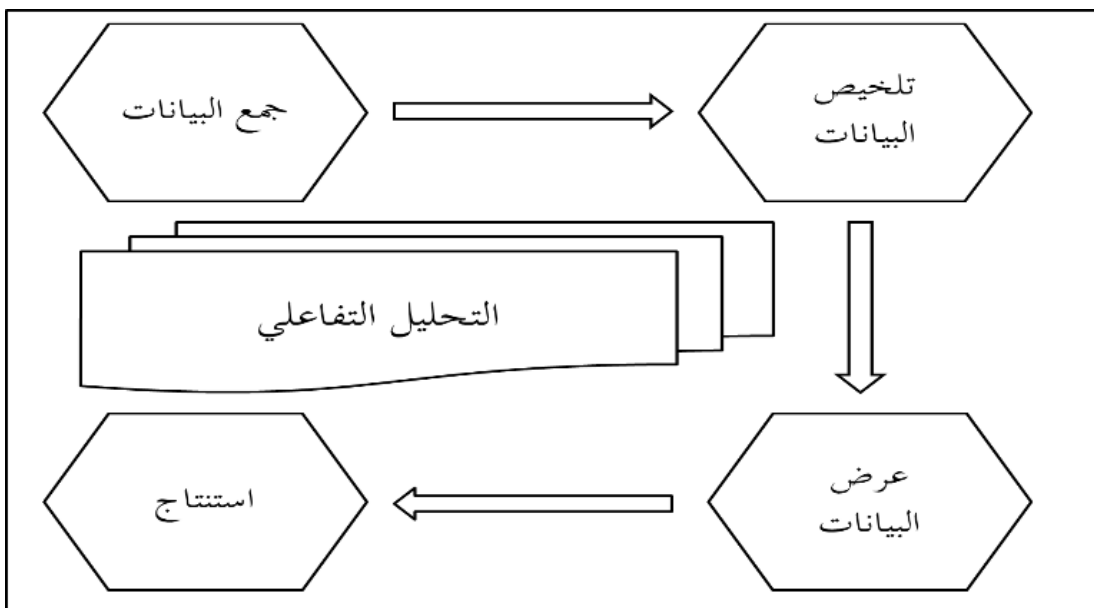 جمع البيانات
تلخيص
البيانات
التحليل التفاعلي
عرض
البيانات
استنتاج